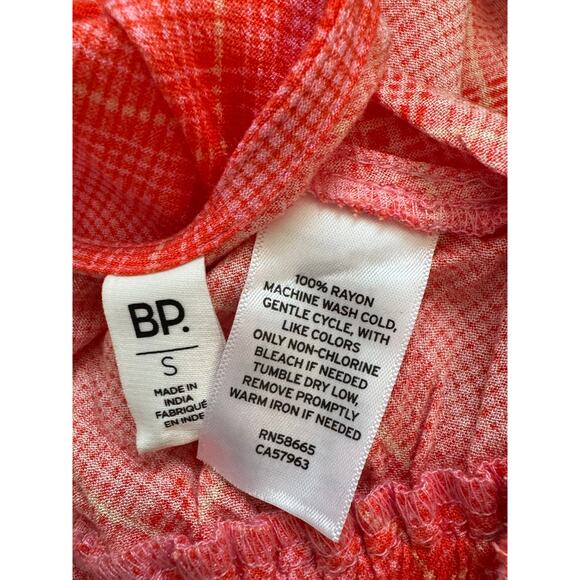 BP.
S
MADE IN
INDIA
FABRIQUÉ
EN INDE
100% RAYON
MACHINE WASH COLD,
GENTLE CYCLE, WITH
LIKE COLORS
ONLY NON-CHLORINE
BLEACH IF NEEDED
TUMBLE DRY LOW,
REMOVE PROMPTLY
WARM IRON IF NEEDED
RN58665
CA57963